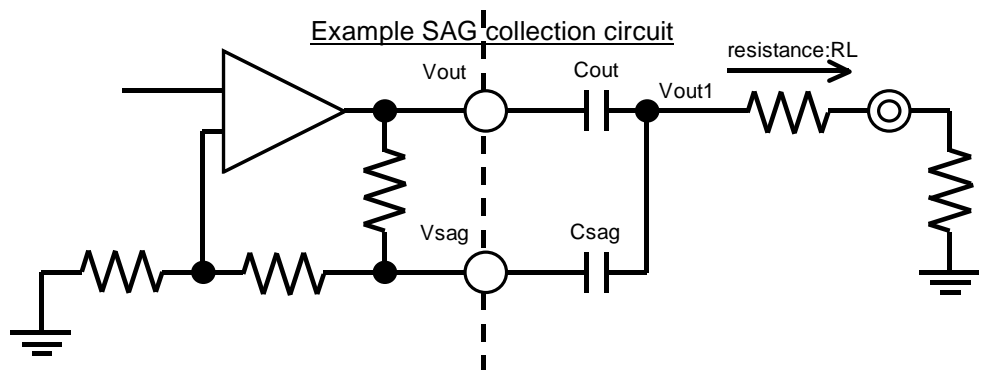 Example SAG collection circuit
resistance:RL
Vout
Cout
Vout1
Vsag
Csag